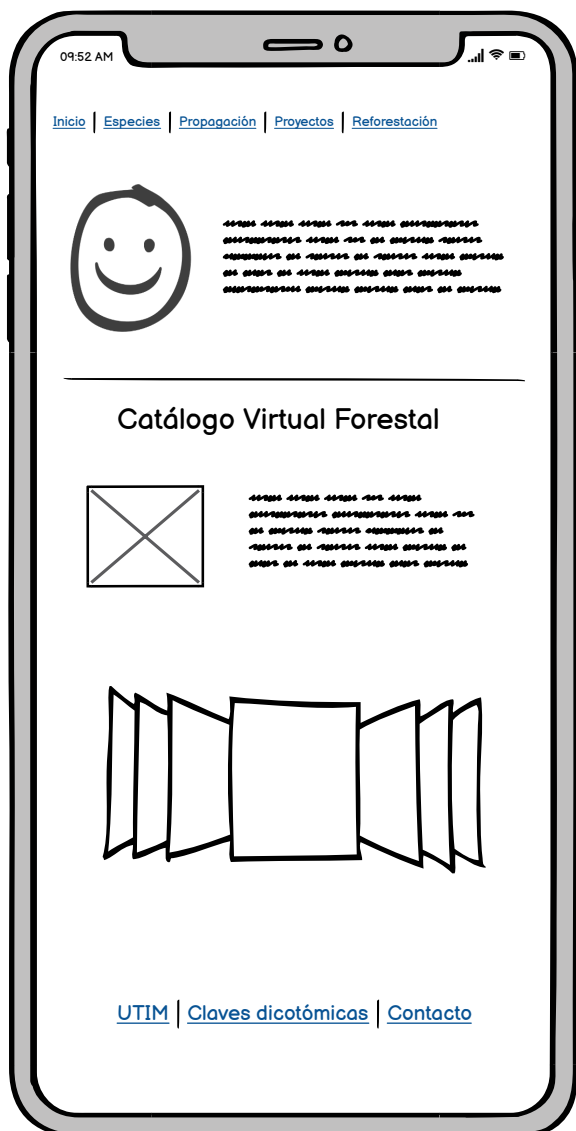 09:52 AM
Inicio | Especies | Propagación | Proyectos | Reforestación
Catálogo Virtual Forestal
UTIM | Claves dicotómicas | Contacto